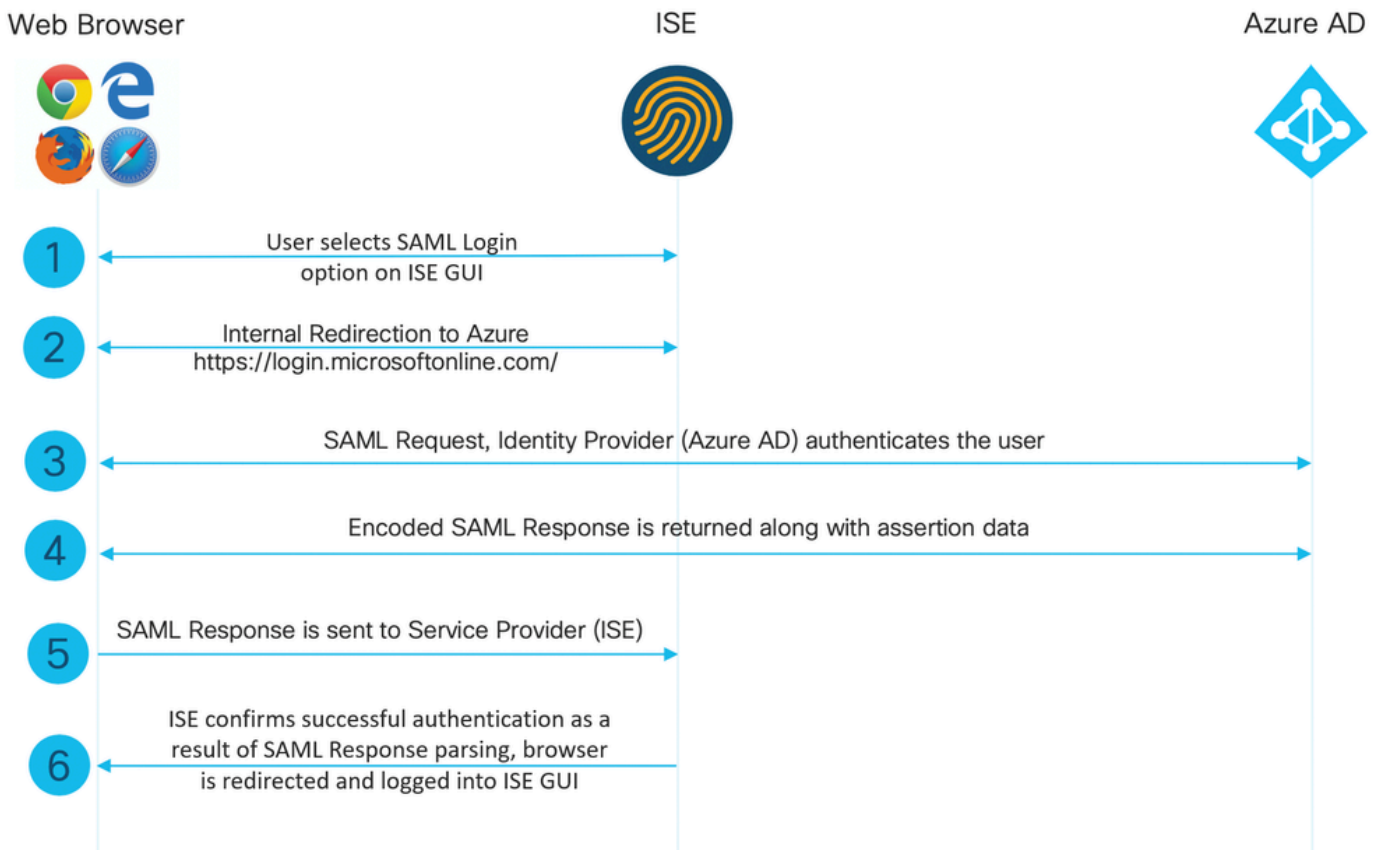 Web Browser
ISE
Azure AD
1
User selects SAML Login
option on ISE GUI
2
Internal Redirection to Azure
https://login.microsoftonline.com/
3
SAML Request, Identity Provider (Azure AD) authenticates the user
4
Encoded SAML Response is returned along with assertion data
5
SAML Response is sent to Service Provider (ISE)
6
ISE confirms successful authentication as a
result of SAML Response parsing, browser
is redirected and logged into ISE GUI